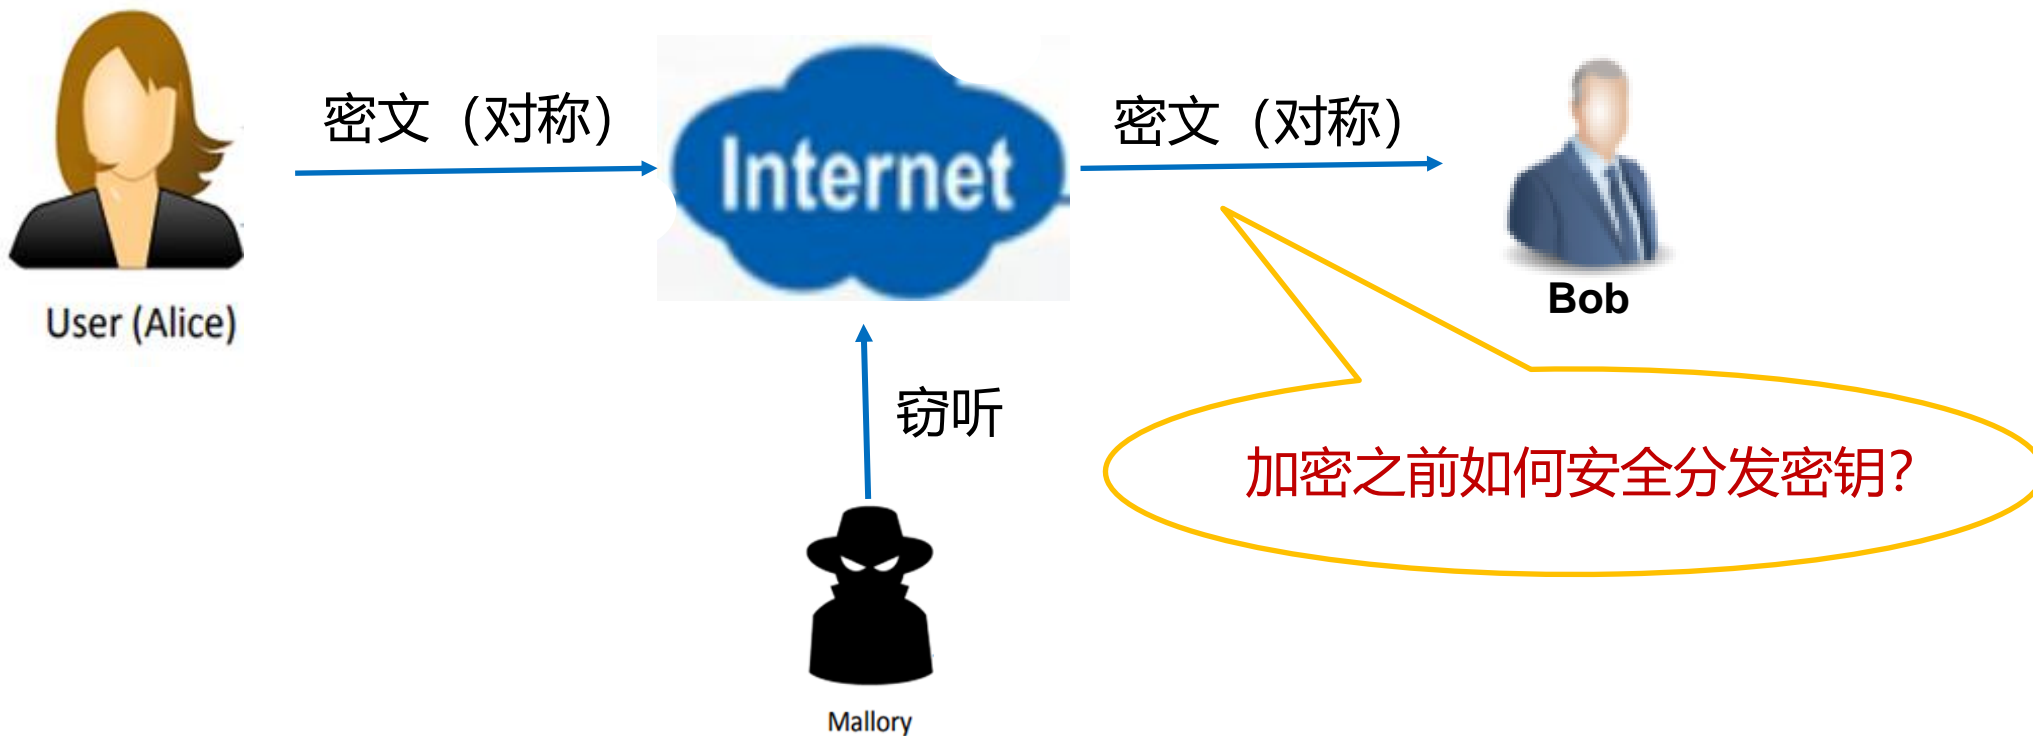 密文（对称）
Internet
密文（对称）
User (Alice)
Bob
窃听
加密之前如何安全分发密钥？
Mallory